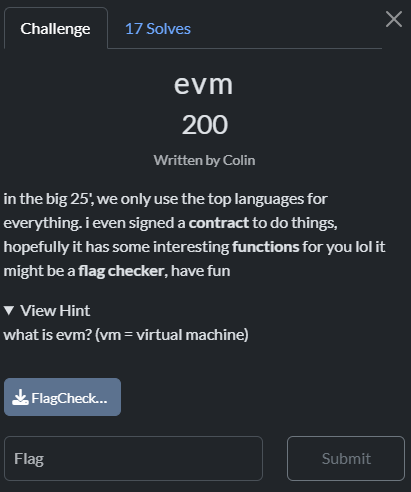 Challenge
17 Solves
evm
200
Written by Colin
in the big 25', we only use the top languages for
everything. i even signed a contract to do things,
hopefully it has some interesting functions for you lol it
might be a flag checker, have fun
View Hint
what is evm? (vm = virtual machine)
FlagCheck...
Flag
Submit